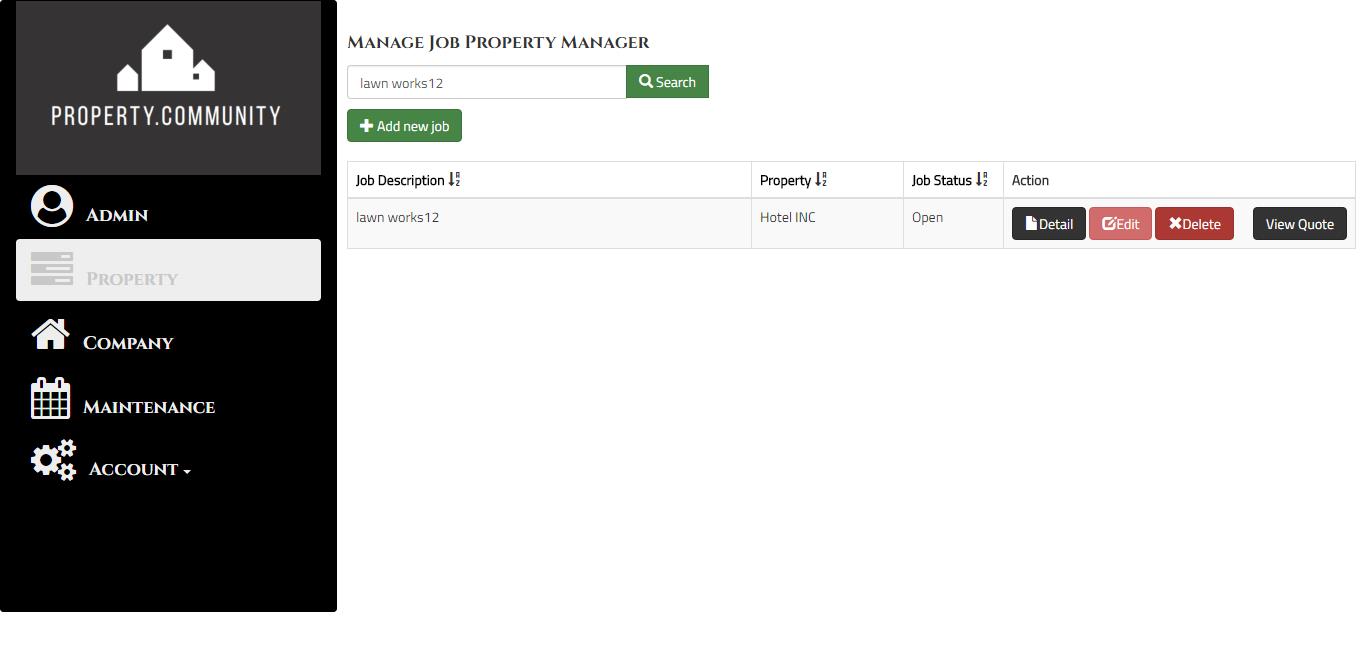 PROPERTY.COMMUNITY
Admin
Property
Company
Maintenance
Account
Manage Job Property Manager
lawn works12
Search
Add new job
Job Description Property Job Status Action
lawn works12 Hotel INC Open Detail Edit Delete View Quote